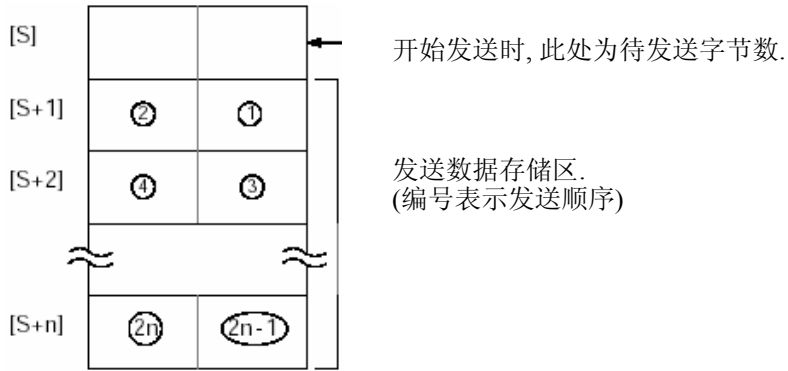 [S]
开始发送时, 此处为待发送字节数.
[S+1] ② ①
[S+2] ④ ③
发送数据存储区.
(编号表示发送顺序)
[S+n] 2n 2n-1